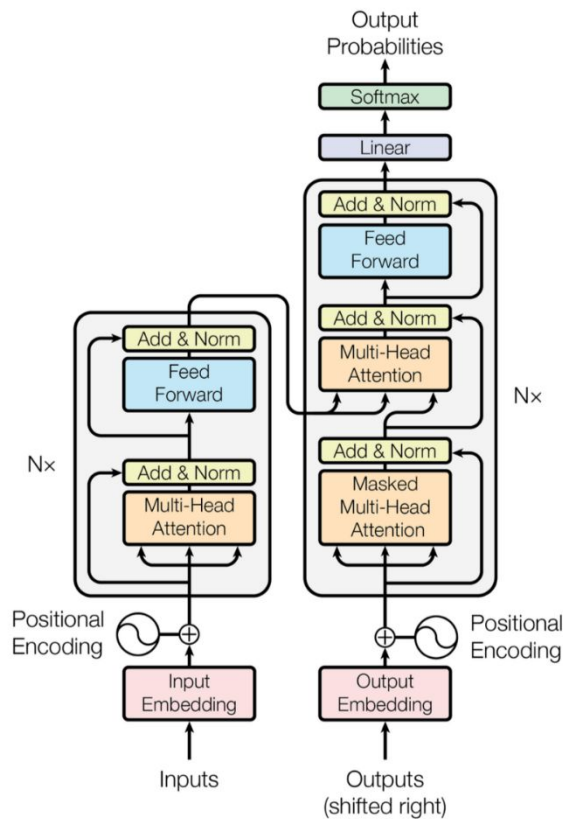 Output
Probabilities
Softmax
Linear
Add & Norm
Feed
Forward
Add & Norm
Multi-Head
Attention
Nx
Add & Norm
Masked
Multi-Head
Attention
Add & Norm
Feed
Forward
Nx
Add & Norm
Multi-Head
Attention
Positional
Encoding
Positional
Encoding
Input
Embedding
Output
Embedding
Inputs
Outputs
(shifted right)